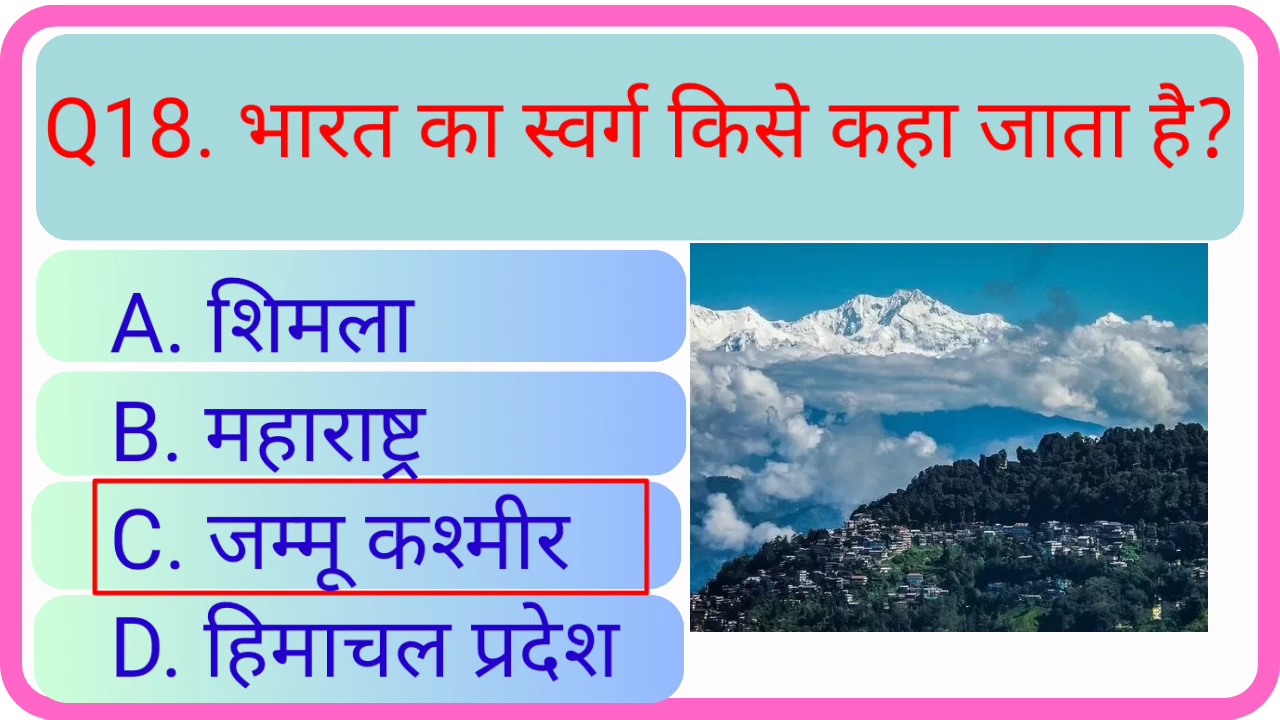 Q18. भारत का स्वर्ग किसे कहा जाता है?
A. शिमला
B. महाराष्ट्र
C. जम्मू कश्मीर
D. हिमाचल प्रदेश